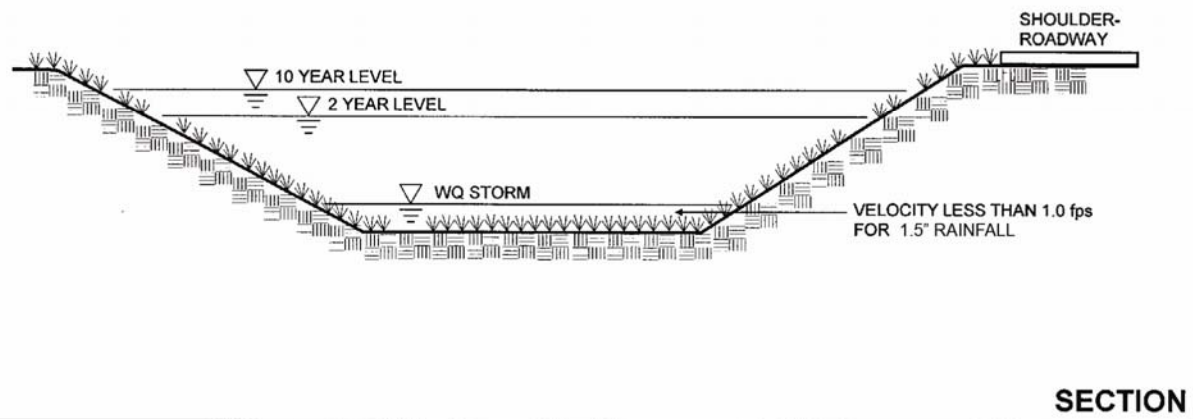 SHOULDER-
ROADWAY
10 YEAR LEVEL
2 YEAR LEVEL
WQ STORM
VELOCITY LESS THAN 1.0 fps
FOR 1.5" RAINFALL
SECTION